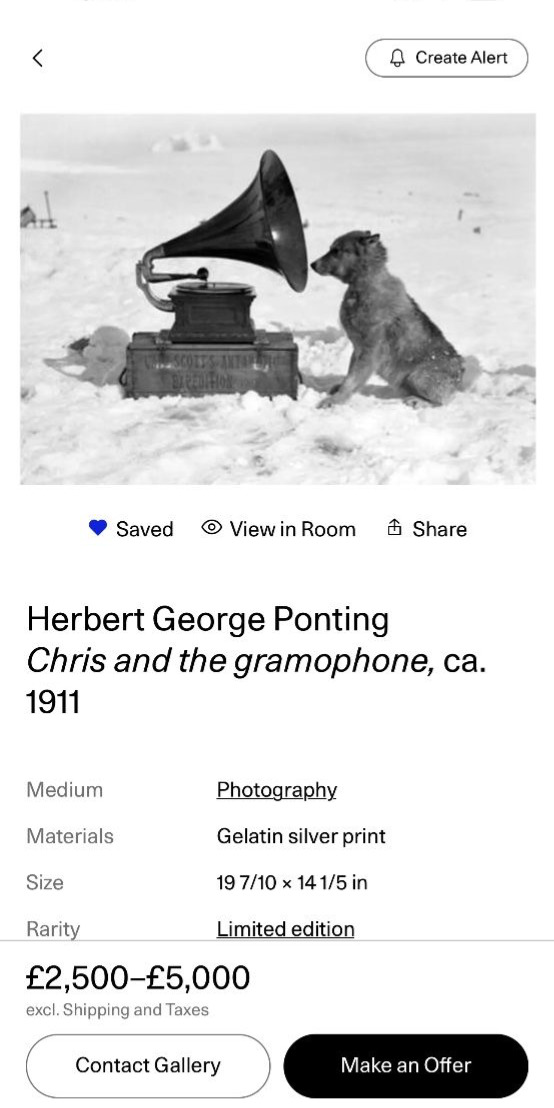 Create Alert
SCOTT'S ANTARCTIC
EXPEDITION
Saved
View in Room
Share
Herbert George Ponting
Chris and the gramophone, ca.
1911
Medium Photography
Materials Gelatin silver print
Size 19 7/10 × 14 1/5 in
Rarity Limited edition
£2,500–£5,000
excl. Shipping and Taxes
Contact Gallery
Make an Offer